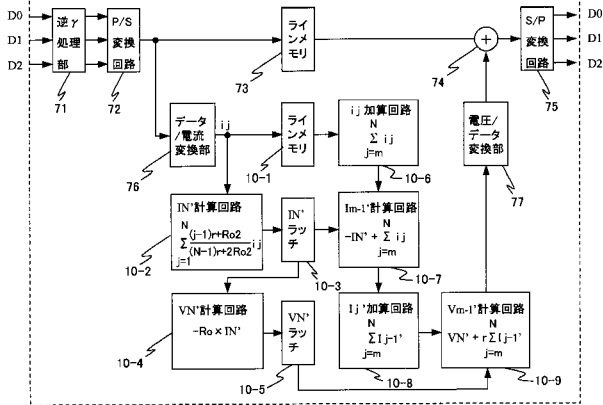 D0
D1
D2
逆γ
処理
部
71
P/S
変換
回路
72
ラインメモリ
73
74
S/P
変換
回路
75
D0
D1
D2
データ
/電流
変換部
76
ij
10-1
ラインメモリ
ij 加算回路
N
Σ ij
j=m
10-6
電圧/
データ
変換部
77
IN'計算回路
N
Σ (j-1)r+Ro2 / (N-1)r+2Ro2 ij
j=1
10-2
IN'ラッチ
10-3
Im-1'計算回路
N
-IN' + Σ ij
j=m
10-7
VN'計算回路
-Ro × IN'
10-4
VN'ラッチ
10-5
Ij'加算回路
N
ΣIj-1'
j=m
10-8
Vm-1'計算回路
N
VN' + rΣIj-1'
j=m
10-9